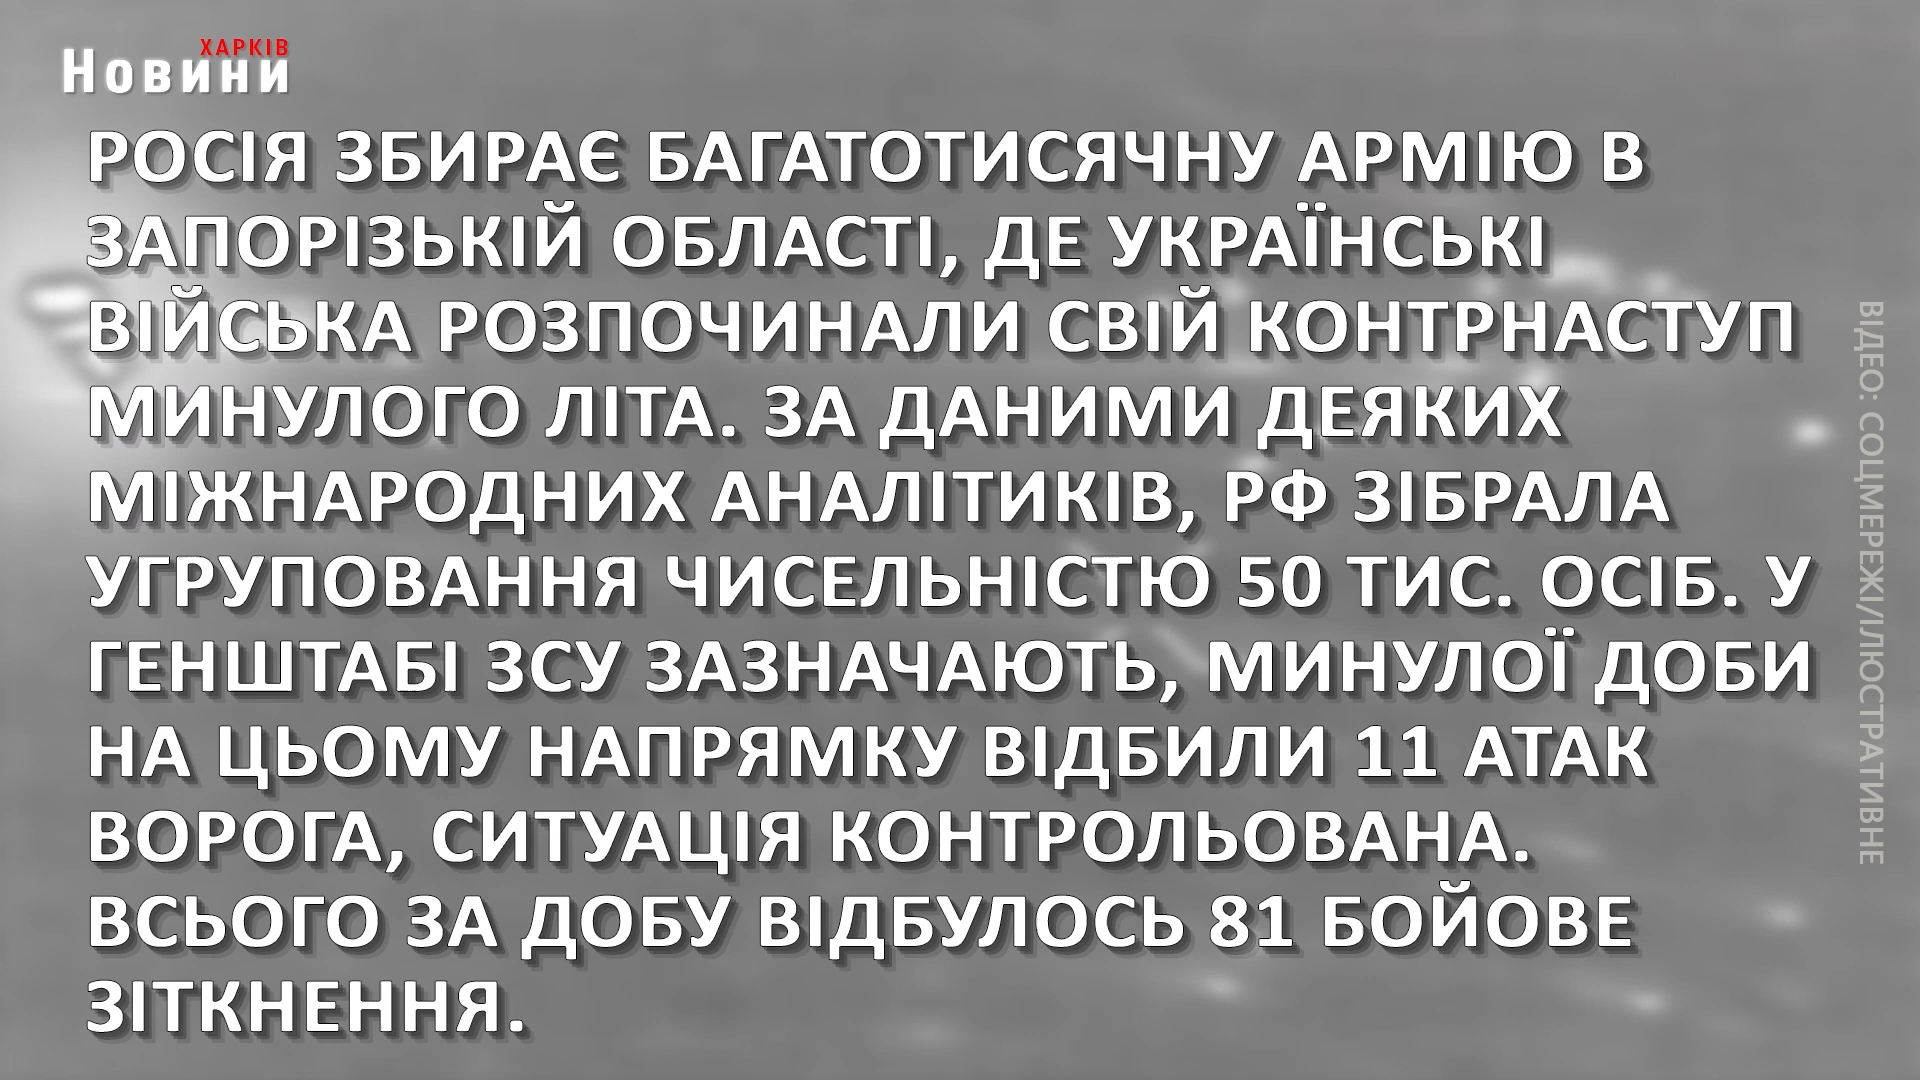 ХАРКІВ
Новини
РОСІЯ ЗБИРАЄ БАГАТОТИСЯЧНУ АРМІЮ В
ЗАПОРІЗЬКІЙ ОБЛАСТІ, ДЕ УКРАЇНСЬКІ
ВІЙСЬКА РОЗПОЧИНАЛИ СВІЙ КОНТРНАСТУП
МИНУЛОГО ЛІТА. ЗА ДАНИМИ ДЕЯКИХ
МІЖНАРОДНИХ АНАЛІТИКІВ, РФ ЗІБРАЛА
УГРУПОВАННЯ ЧИСЕЛЬНІСТЮ 50 ТИС. ОСІБ. У
ГЕНШТАБІ ЗСУ ЗАЗНАЧАЮТЬ, МИНУЛОЇ ДОБИ
НА ЦЬОМУ НАПРЯМКУ ВІДБИЛИ 11 АТАК
ВОРОГА, СИТУАЦІЯ КОНТРОЛЬОВАНА.
ВСЬОГО ЗА ДОБУ ВІДБУЛОСЬ 81 БОЙОВЕ
ЗІТКНЕННЯ.
ВІДЕО: СОЦМЕРЕЖІ/ІЛЮСТРАТИВНЕ